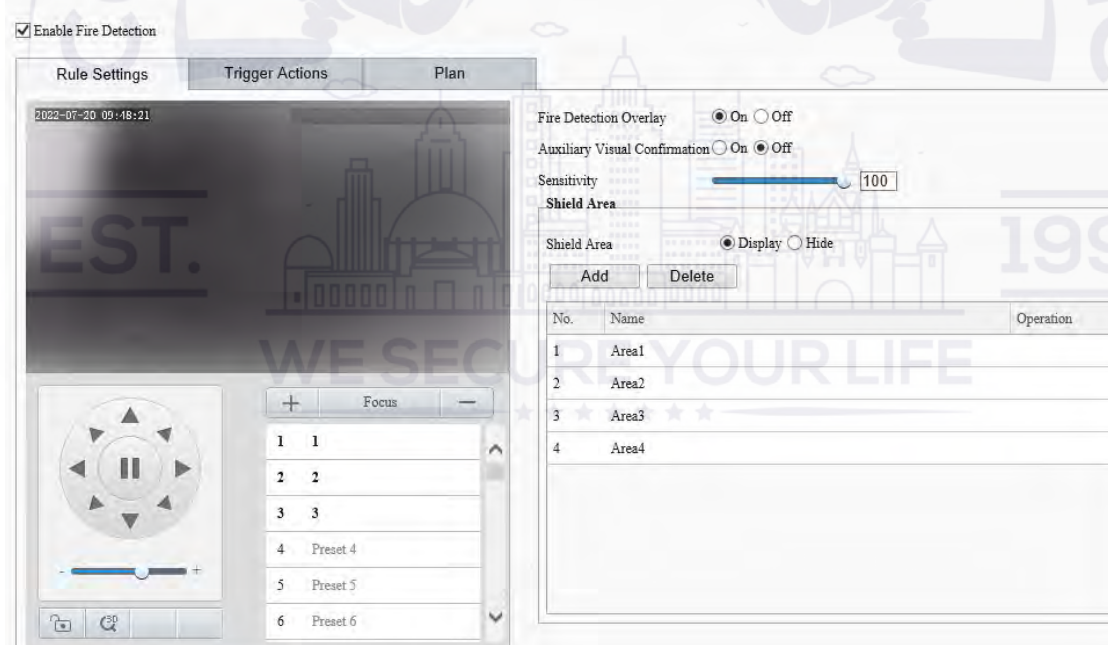 Enable Fire Detection
Rule Settings
Trigger Actions
Plan
2022-07-20 09:48:21
Fire Detection Overlay On Off
Auxiliary Visual Confirmation On Off
Sensitivity 100
Shield Area
Shield Area Display Hide
Add Delete
No. Name Operation
1 Area1
2 Area2
3 Area3
4 Area4
+ Focus −
1 1
2 2
3 3
4 Preset 4
5 Preset 5
6 Preset 6
- +
3D
EST.
199
WE SECURE YOUR LIFE